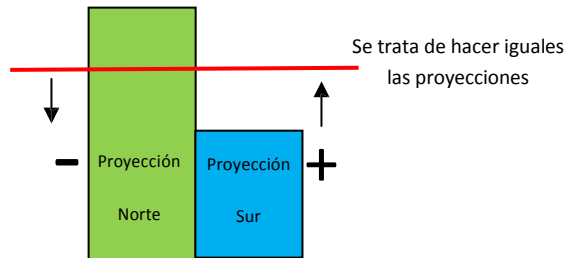 Se trata de hacer iguales
las proyecciones
− Proyección Proyección +
Norte Sur